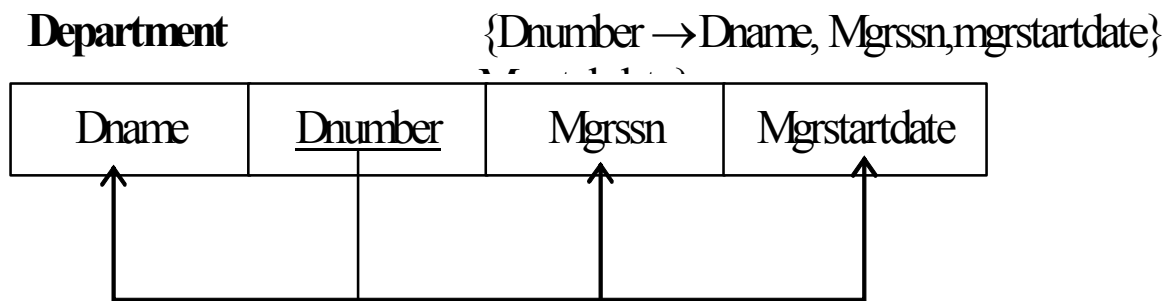 Department {Dnumber → Dname, Mgrssn,mgrstartdate}
Dname Dnumber Mgrssn Mgrstartdate